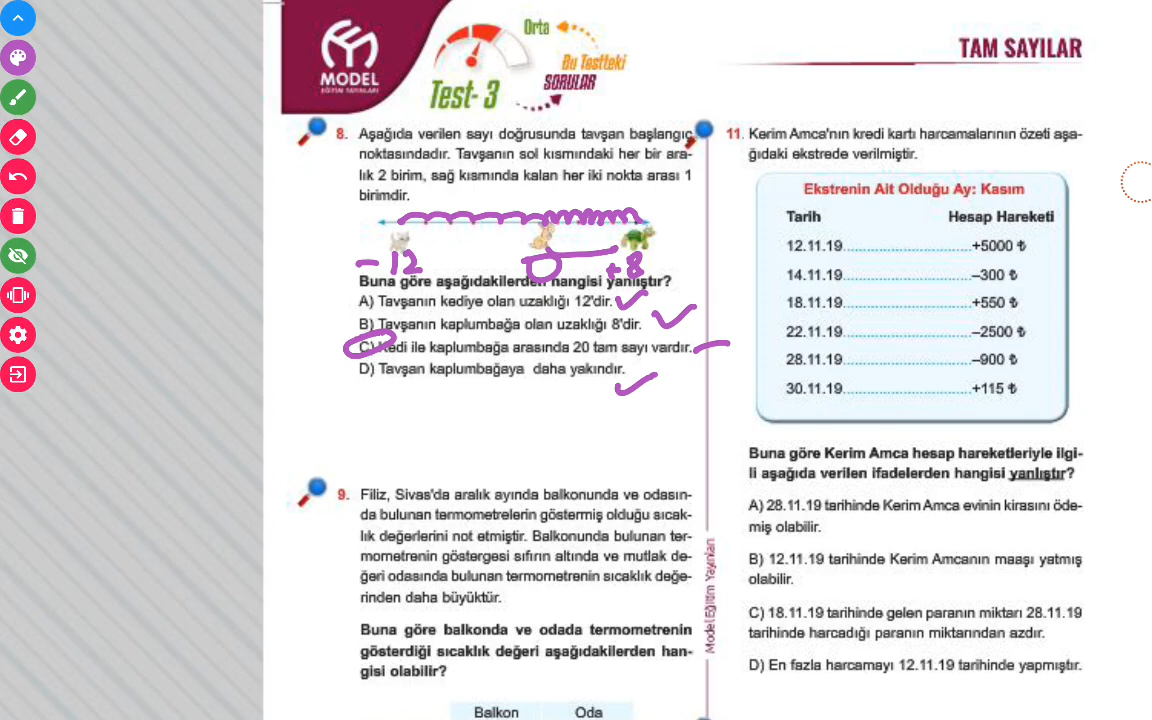 MODEL
EĞİTİM YAYINLARI
Orta
Bu Testteki
SORULAR
Test- 3
TAM SAYILAR
8. Aşağıda verilen sayı doğrusunda tavşan başlangıç
noktasındadır. Tavşanın sol kısmındaki her bir ara-
lık 2 birim, sağ kısmında kalan her iki nokta arası 1
birimdir.
-12 0 +8
Buna göre aşağıdakilerden hangisi yanlıştır?
A) Tavşanın kediye olan uzaklığı 12'dir.
B) Tavşanın kaplumbağa olan uzaklığı 8'dir.
C) Kedi ile kaplumbağa arasında 20 tam sayı vardır.
D) Tavşan kaplumbağaya daha yakındır.
9. Filiz, Sivas'da aralık ayında balkonunda ve odasın-
da bulunan termometrelerin göstermiş olduğu sıcak-
lık değerlerini not etmiştir. Balkonunda bulunan ter-
mometrenin göstergesi sıfırın altında ve mutlak de-
ğeri odasında bulunan termometrenin sıcaklık değe-
rinden daha büyüktür.
Buna göre balkonda ve odada termometrenin
gösterdiği sıcaklık değeri aşağıdakilerden han-
gisi olabilir?
Balkon Oda
Model Eğitim Yayınları
11. Kerim Amca'nın kredi kartı harcamalarının özeti aşa-
ğıdaki ekstrede verilmiştir.
Ekstrenin Ait Olduğu Ay: Kasım
Tarih Hesap Hareketi
12.11.19 +5000 ₺
14.11.19 –300 ₺
18.11.19 +550 ₺
22.11.19 –2500 ₺
28.11.19 –900 ₺
30.11.19 +115 ₺
Buna göre Kerim Amca hesap hareketleriyle ilgi-
li aşağıda verilen ifadelerden hangisi yanlıştır?
A) 28.11.19 tarihinde Kerim Amca evinin kirasını öde-
miş olabilir.
B) 12.11.19 tarihinde Kerim Amcanın maaşı yatmış
olabilir.
C) 18.11.19 tarihinde gelen paranın miktarı 28.11.19
tarihinde harcadığı paranın miktarından azdır.
D) En fazla harcamayı 12.11.19 tarihinde yapmıştır.